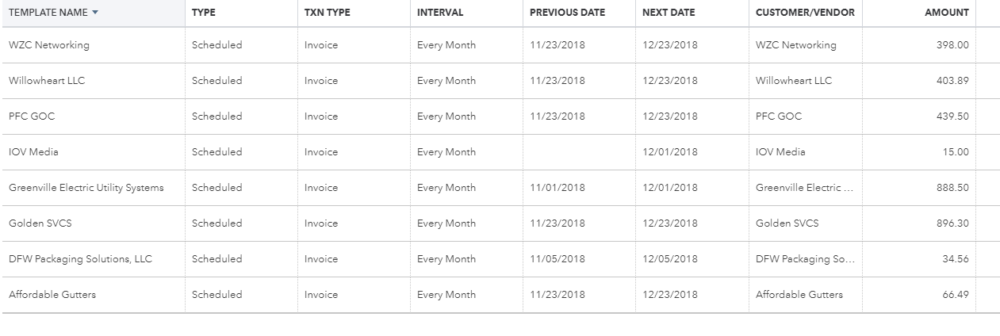 TEMPLATE NAME TYPE TXN TYPE INTERVAL PREVIOUS DATE NEXT DATE CUSTOMER/VENDOR AMOUNT
WZC Networking Scheduled Invoice Every Month 11/23/2018 12/23/2018 WZC Networking 398.00
Willowheart LLC Scheduled Invoice Every Month 11/23/2018 12/23/2018 Willowheart LLC 403.89
PFC GOC Scheduled Invoice Every Month 11/23/2018 12/23/2018 PFC GOC 439.50
IOV Media Scheduled Invoice Every Month 12/01/2018 IOV Media 15.00
Greenville Electric Utility Systems Scheduled Invoice Every Month 11/01/2018 12/01/2018 Greenville Electric ... 888.50
Golden SVCS Scheduled Invoice Every Month 11/23/2018 12/23/2018 Golden SVCS 896.30
DFW Packaging Solutions, LLC Scheduled Invoice Every Month 11/05/2018 12/05/2018 DFW Packaging So... 34.56
Affordable Gutters Scheduled Invoice Every Month 11/23/2018 12/23/2018 Affordable Gutters 66.49